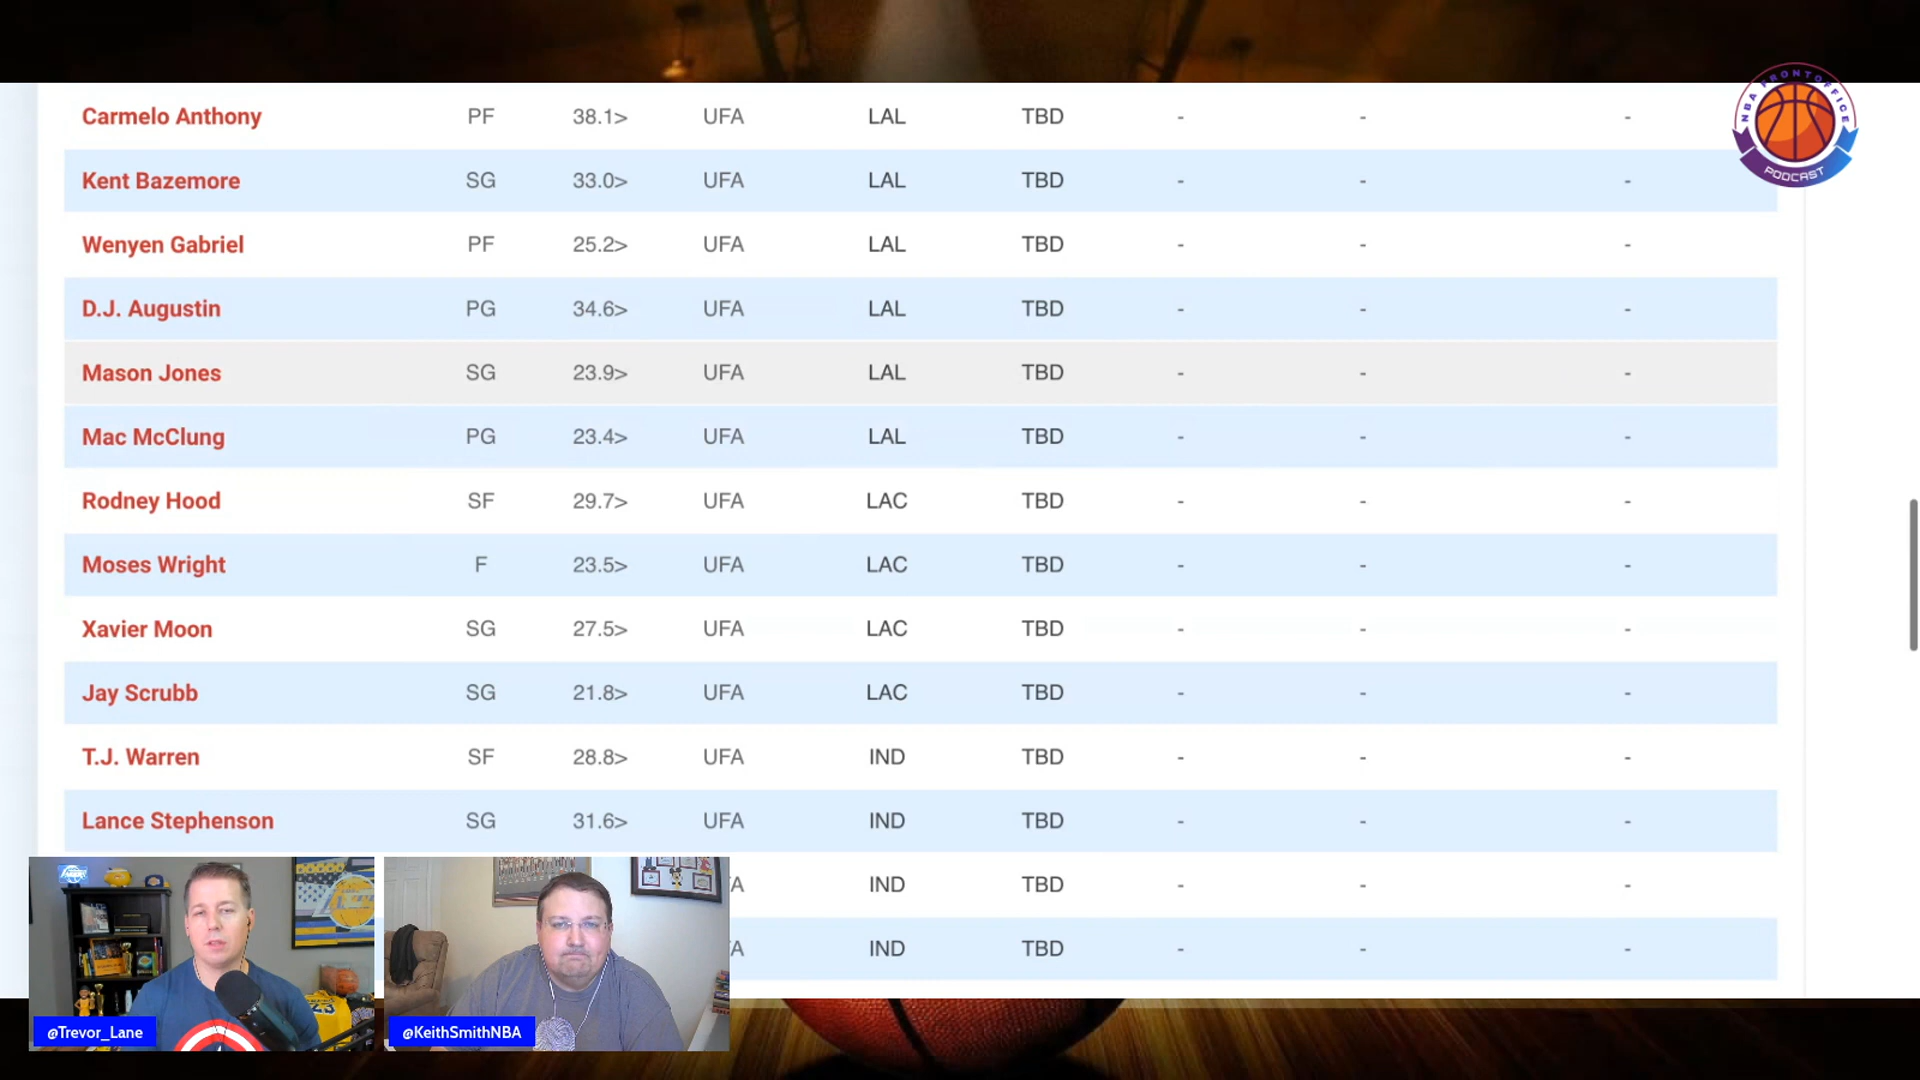 NBA FRONT OFFICE
PODCAST
Carmelo Anthony PF 38.1> UFA LAL TBD - - -
Kent Bazemore SG 33.0> UFA LAL TBD - - -
Wenyen Gabriel PF 25.2> UFA LAL TBD - - -
D.J. Augustin PG 34.6> UFA LAL TBD - - -
Mason Jones SG 23.9> UFA LAL TBD - - -
Mac McClung PG 23.4> UFA LAL TBD - - -
Rodney Hood SF 29.7> UFA LAC TBD - - -
Moses Wright F 23.5> UFA LAC TBD - - -
Xavier Moon SG 27.5> UFA LAC TBD - - -
Jay Scrubb SG 21.8> UFA LAC TBD - - -
T.J. Warren SF 28.8> UFA IND TBD - - -
Lance Stephenson SG 31.6> UFA IND TBD - - -
IND TBD - - -
IND TBD - - -
23
@Trevor_Lane
@KeithSmithNBA